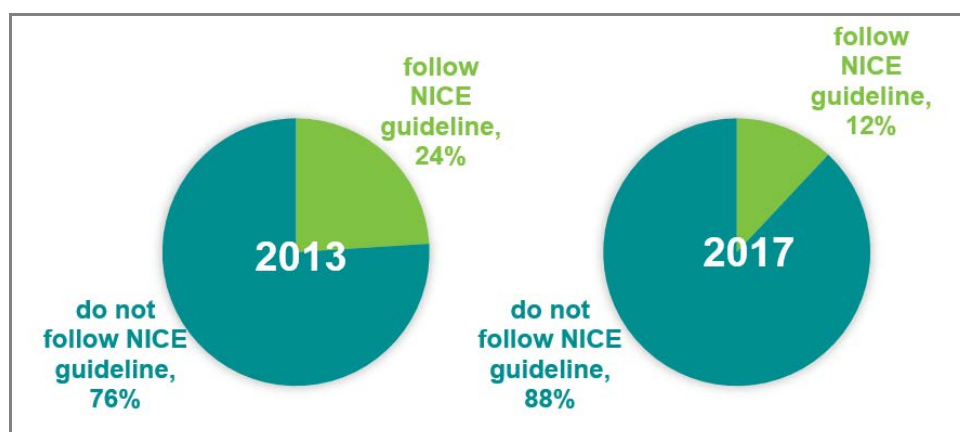 follow
NICE
guideline,
24%
2013
do not
follow NICE
guideline,
76%
follow
NICE
guideline,
12%
2017
do not
follow NICE
guideline,
88%